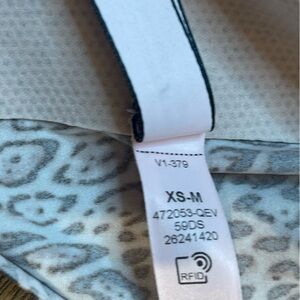 V1-379
XS-M
472053-QEV
59DS
26241420
RFID